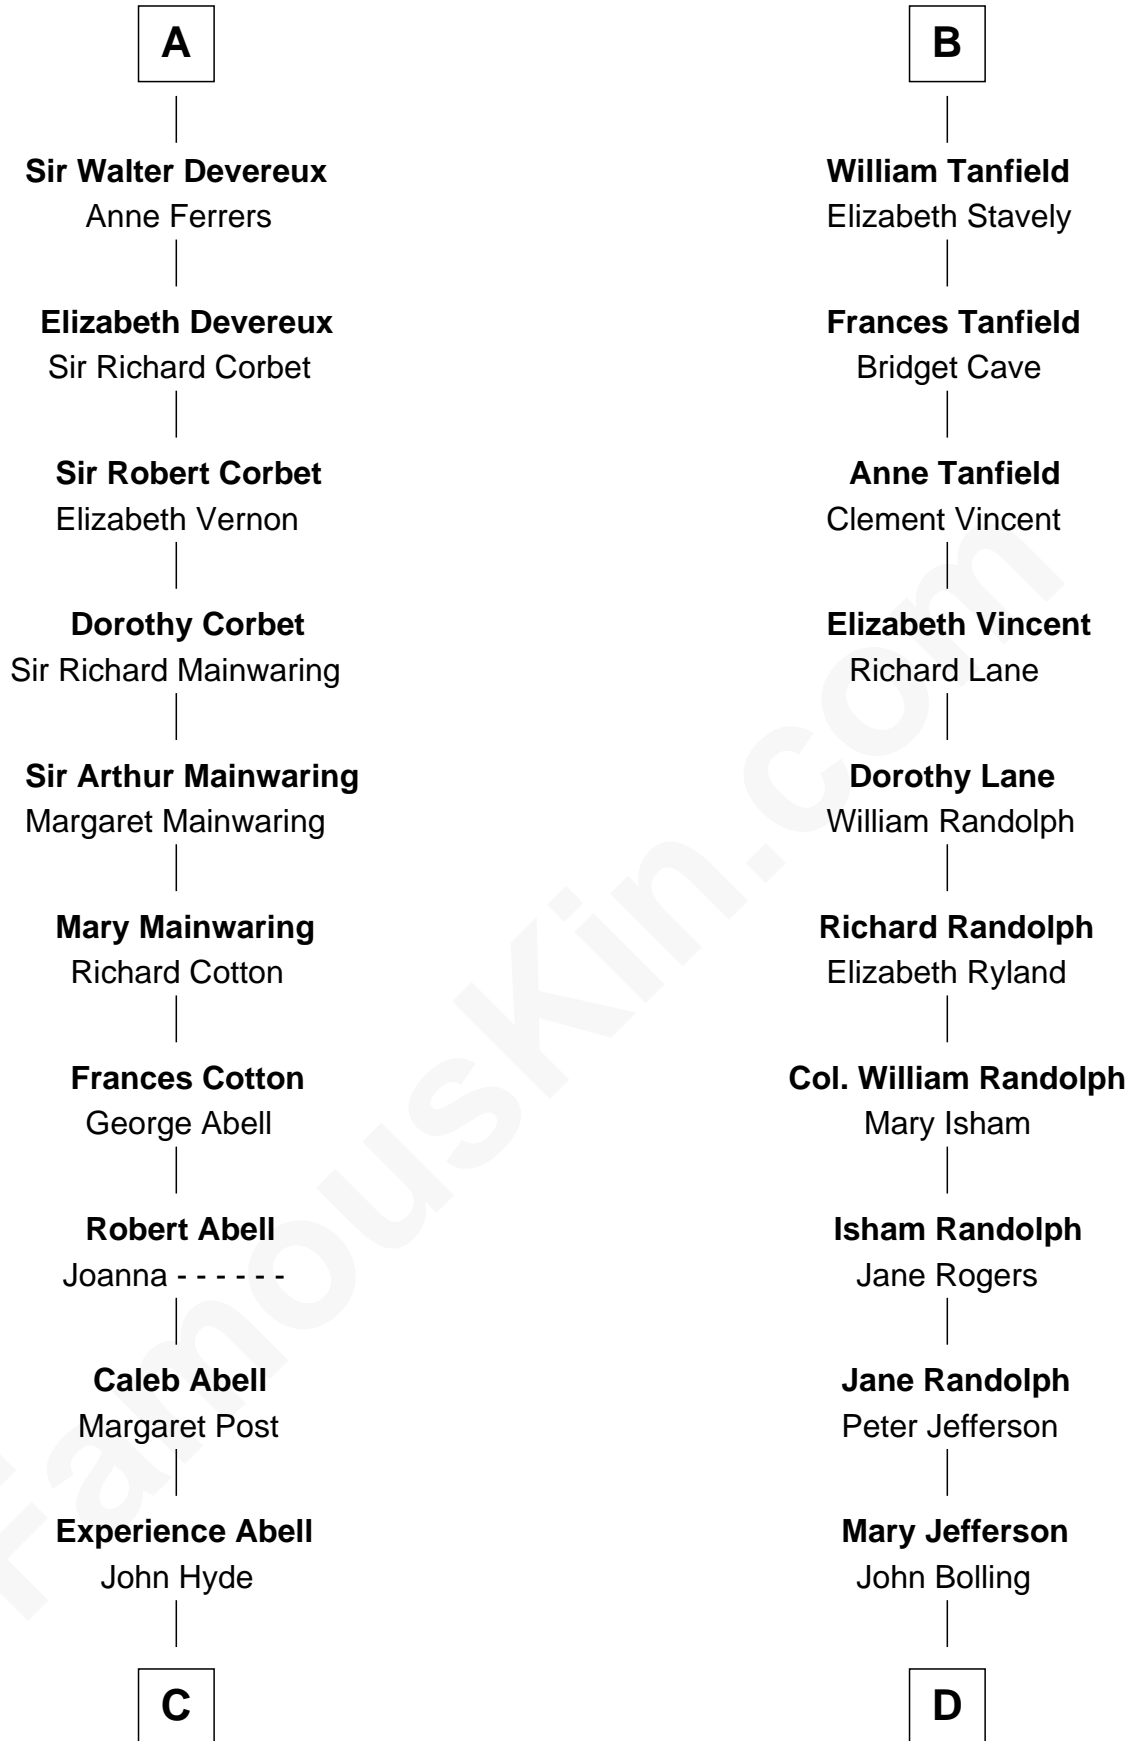 A
Sir Walter Devereux
Anne Ferrers
Elizabeth Devereux
Sir Richard Corbet
Sir Robert Corbet
Elizabeth Vernon
Dorothy Corbet
Sir Richard Mainwaring
Sir Arthur Mainwaring
Margaret Mainwaring
Mary Mainwaring
Richard Cotton
Frances Cotton
George Abell
Robert Abell
Joanna - - - - - -
Caleb Abell
Margaret Post
Experience Abell
John Hyde
C
B
William Tanfield
Elizabeth Stavely
Frances Tanfield
Bridget Cave
Anne Tanfield
Clement Vincent
Elizabeth Vincent
Richard Lane
Dorothy Lane
William Randolph
Richard Randolph
Elizabeth Ryland
Col. William Randolph
Mary Isham
Isham Randolph
Jane Rogers
Jane Randolph
Peter Jefferson
Mary Jefferson
John Bolling
D
FamousKin.com